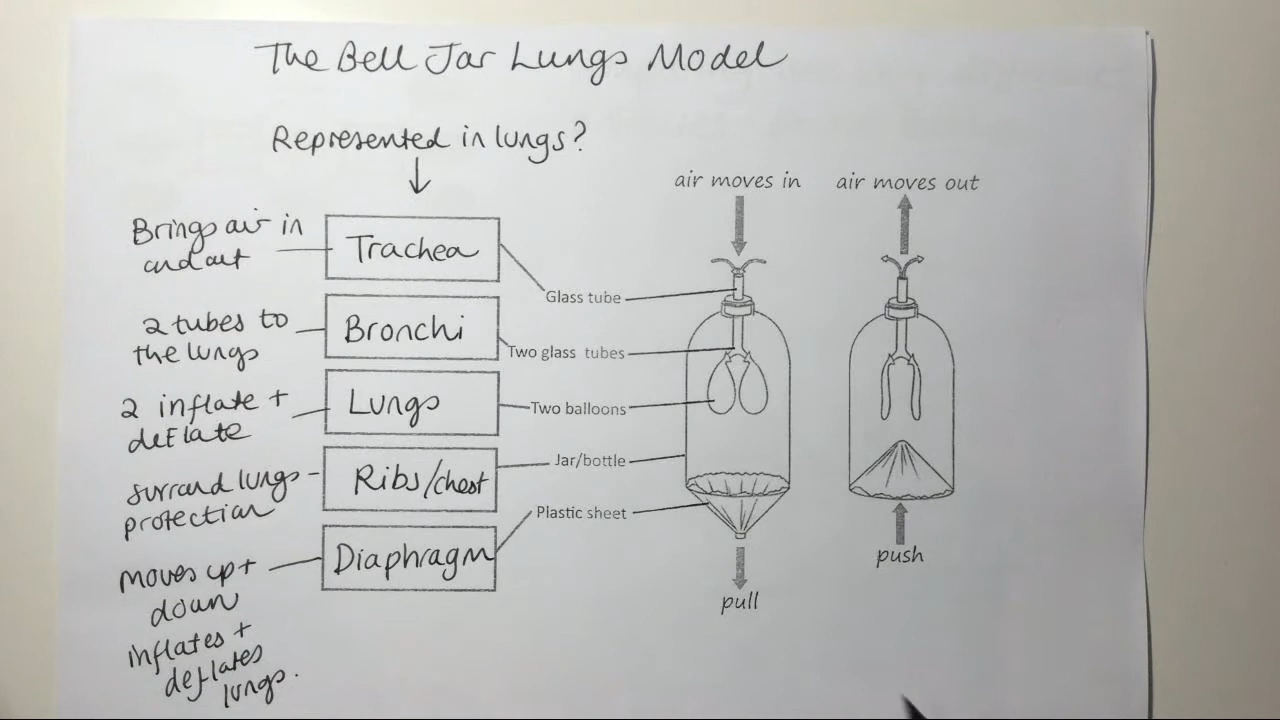 The Bell Jar Lungs Model
Represented in lungs?
air moves in
air moves out
Brings air in
and out
Trachea
Glass tube
2 tubes to
the lungs
Bronchi
Two glass tubes
2 inflate +
deflate
Lungs
Two balloons
surround lungs
protection
Ribs/chest
Jar/bottle
Plastic sheet
moves up +
down
inflates +
deflates
lungs.
Diaphragm
pull
push